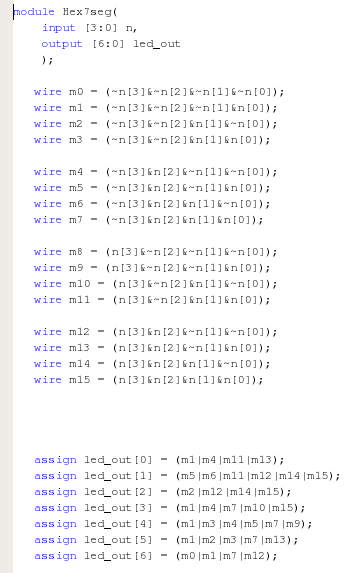 module Hex7seg(
input [3:0] n,
output [6:0] led_out
);
wire m0 = (~n[3]&~n[2]&~n[1]&~n[0]);
wire m1 = (~n[3]&~n[2]&~n[1]&n[0]);
wire m2 = (~n[3]&~n[2]&n[1]&~n[0]);
wire m3 = (~n[3]&~n[2]&n[1]&n[0]);
wire m4 = (~n[3]&n[2]&~n[1]&~n[0]);
wire m5 = (~n[3]&n[2]&~n[1]&n[0]);
wire m6 = (~n[3]&n[2]&n[1]&~n[0]);
wire m7 = (~n[3]&n[2]&n[1]&n[0]);
wire m8 = (n[3]&~n[2]&~n[1]&~n[0]);
wire m9 = (n[3]&~n[2]&~n[1]&n[0]);
wire m10 = (n[3]&~n[2]&n[1]&~n[0]);
wire m11 = (n[3]&~n[2]&n[1]&n[0]);
wire m12 = (n[3]&n[2]&~n[1]&~n[0]);
wire m13 = (n[3]&n[2]&~n[1]&n[0]);
wire m14 = (n[3]&n[2]&n[1]&~n[0]);
wire m15 = (n[3]&n[2]&n[1]&n[0]);
assign led_out[0] = (m1|m4|m11|m13);
assign led_out[1] = (m5|m6|m11|m12|m14|m15);
assign led_out[2] = (m2|m12|m14|m15);
assign led_out[3] = (m1|m4|m7|m10|m15);
assign led_out[4] = (m1|m3|m4|m5|m7|m9);
assign led_out[5] = (m1|m2|m3|m7|m13);
assign led_out[6] = (m0|m1|m7|m12);